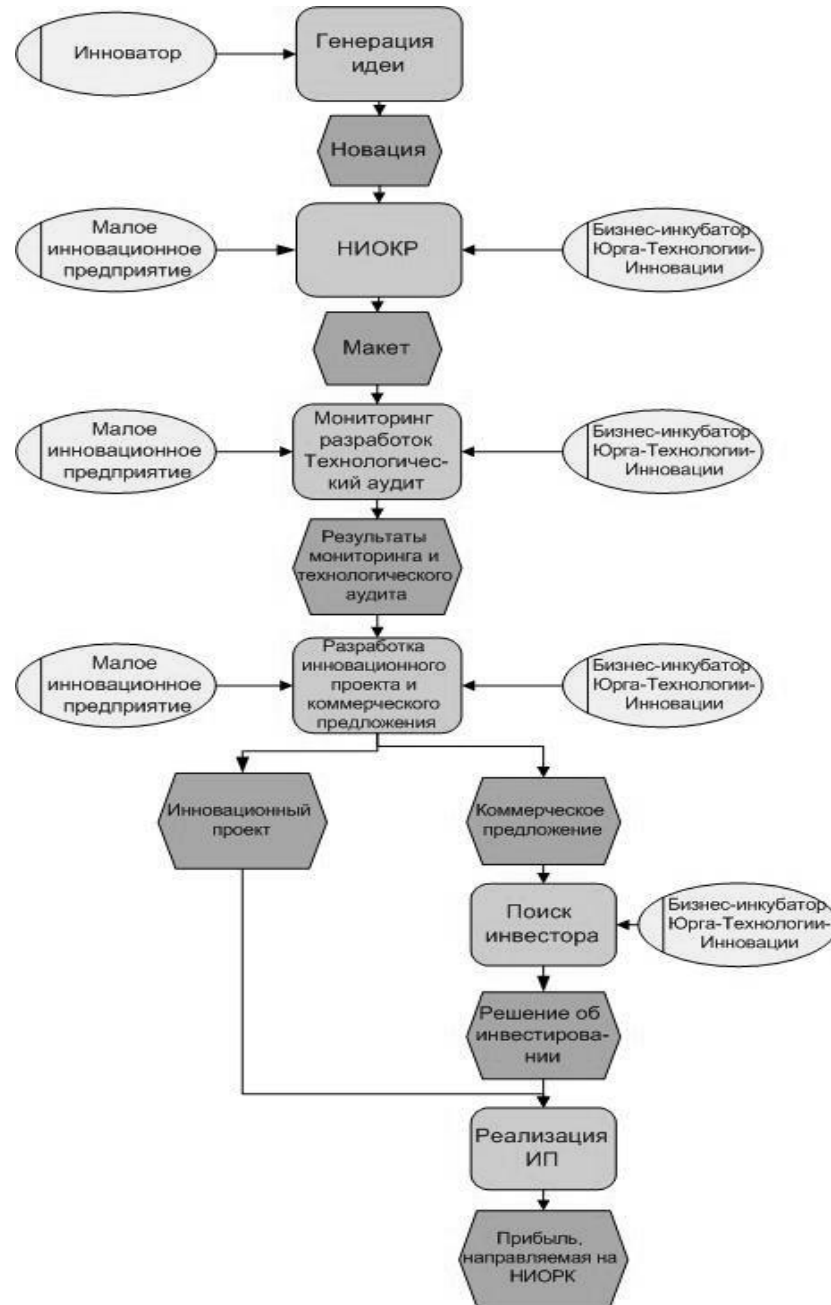 Инноватор
Генерация
идеи
Новация
Малое
инновационное
предприятие
НИОКР
Бизнес-инкубатор
Юрга-Технологии-
Инновации
Макет
Малое
инновационное
предприятие
Мониторинг
разработок
Технологичес-
кий аудит
Бизнес-инкубатор
Юрга-Технологии-
Инновации
Результаты
мониторинга и
технологического
аудита
Малое
инновационное
предприятие
Разработка
инновационного
проекта и
коммерческого
предложения
Бизнес-инкубатор
Юрга-Технологии-
Инновации
Инновационный
проект
Коммерческое
предложение
Поиск
инвестора
Бизнес-инкубатор
Юрга-Технологии-
Инновации
Решение об
инвестирова-
нии
Реализация
ИП
Прибыль,
направляемая на
НИОРК